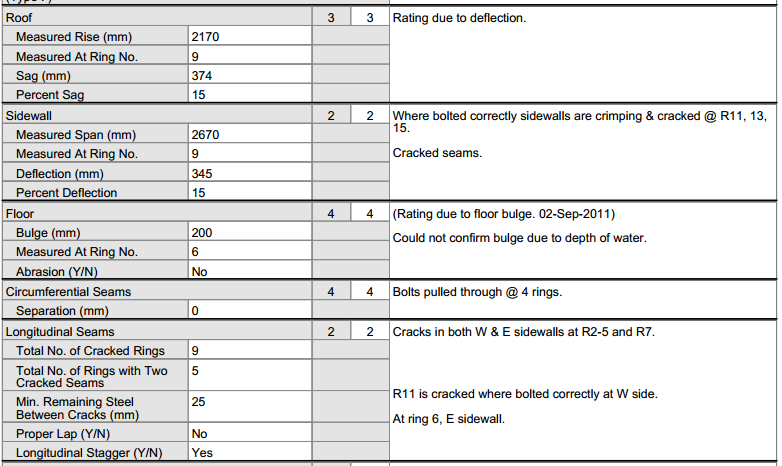 Roof 3 3 Rating due to deflection.
Measured Rise (mm) 2170
Measured At Ring No. 9
Sag (mm) 374
Percent Sag 15
Sidewall 2 2 Where bolted correctly sidewalls are crimping & cracked @ R11, 13,
15.
Measured Span (mm) 2670
Measured At Ring No. 9 Cracked seams.
Deflection (mm) 345
Percent Deflection 15
Floor 4 4 (Rating due to floor bulge. 02-Sep-2011)
Bulge (mm) 200 Could not confirm bulge due to depth of water.
Measured At Ring No. 6
Abrasion (Y/N) No
Circumferential Seams 4 4 Bolts pulled through @ 4 rings.
Separation (mm) 0
Longitudinal Seams 2 2 Cracks in both W & E sidewalls at R2-5 and R7.
Total No. of Cracked Rings 9
Total No. of Rings with Two
Cracked Seams 5
R11 is cracked where bolted correctly at W side.
Min. Remaining Steel
Between Cracks (mm) 25
At ring 6, E sidewall.
Proper Lap (Y/N) No
Longitudinal Stagger (Y/N) Yes